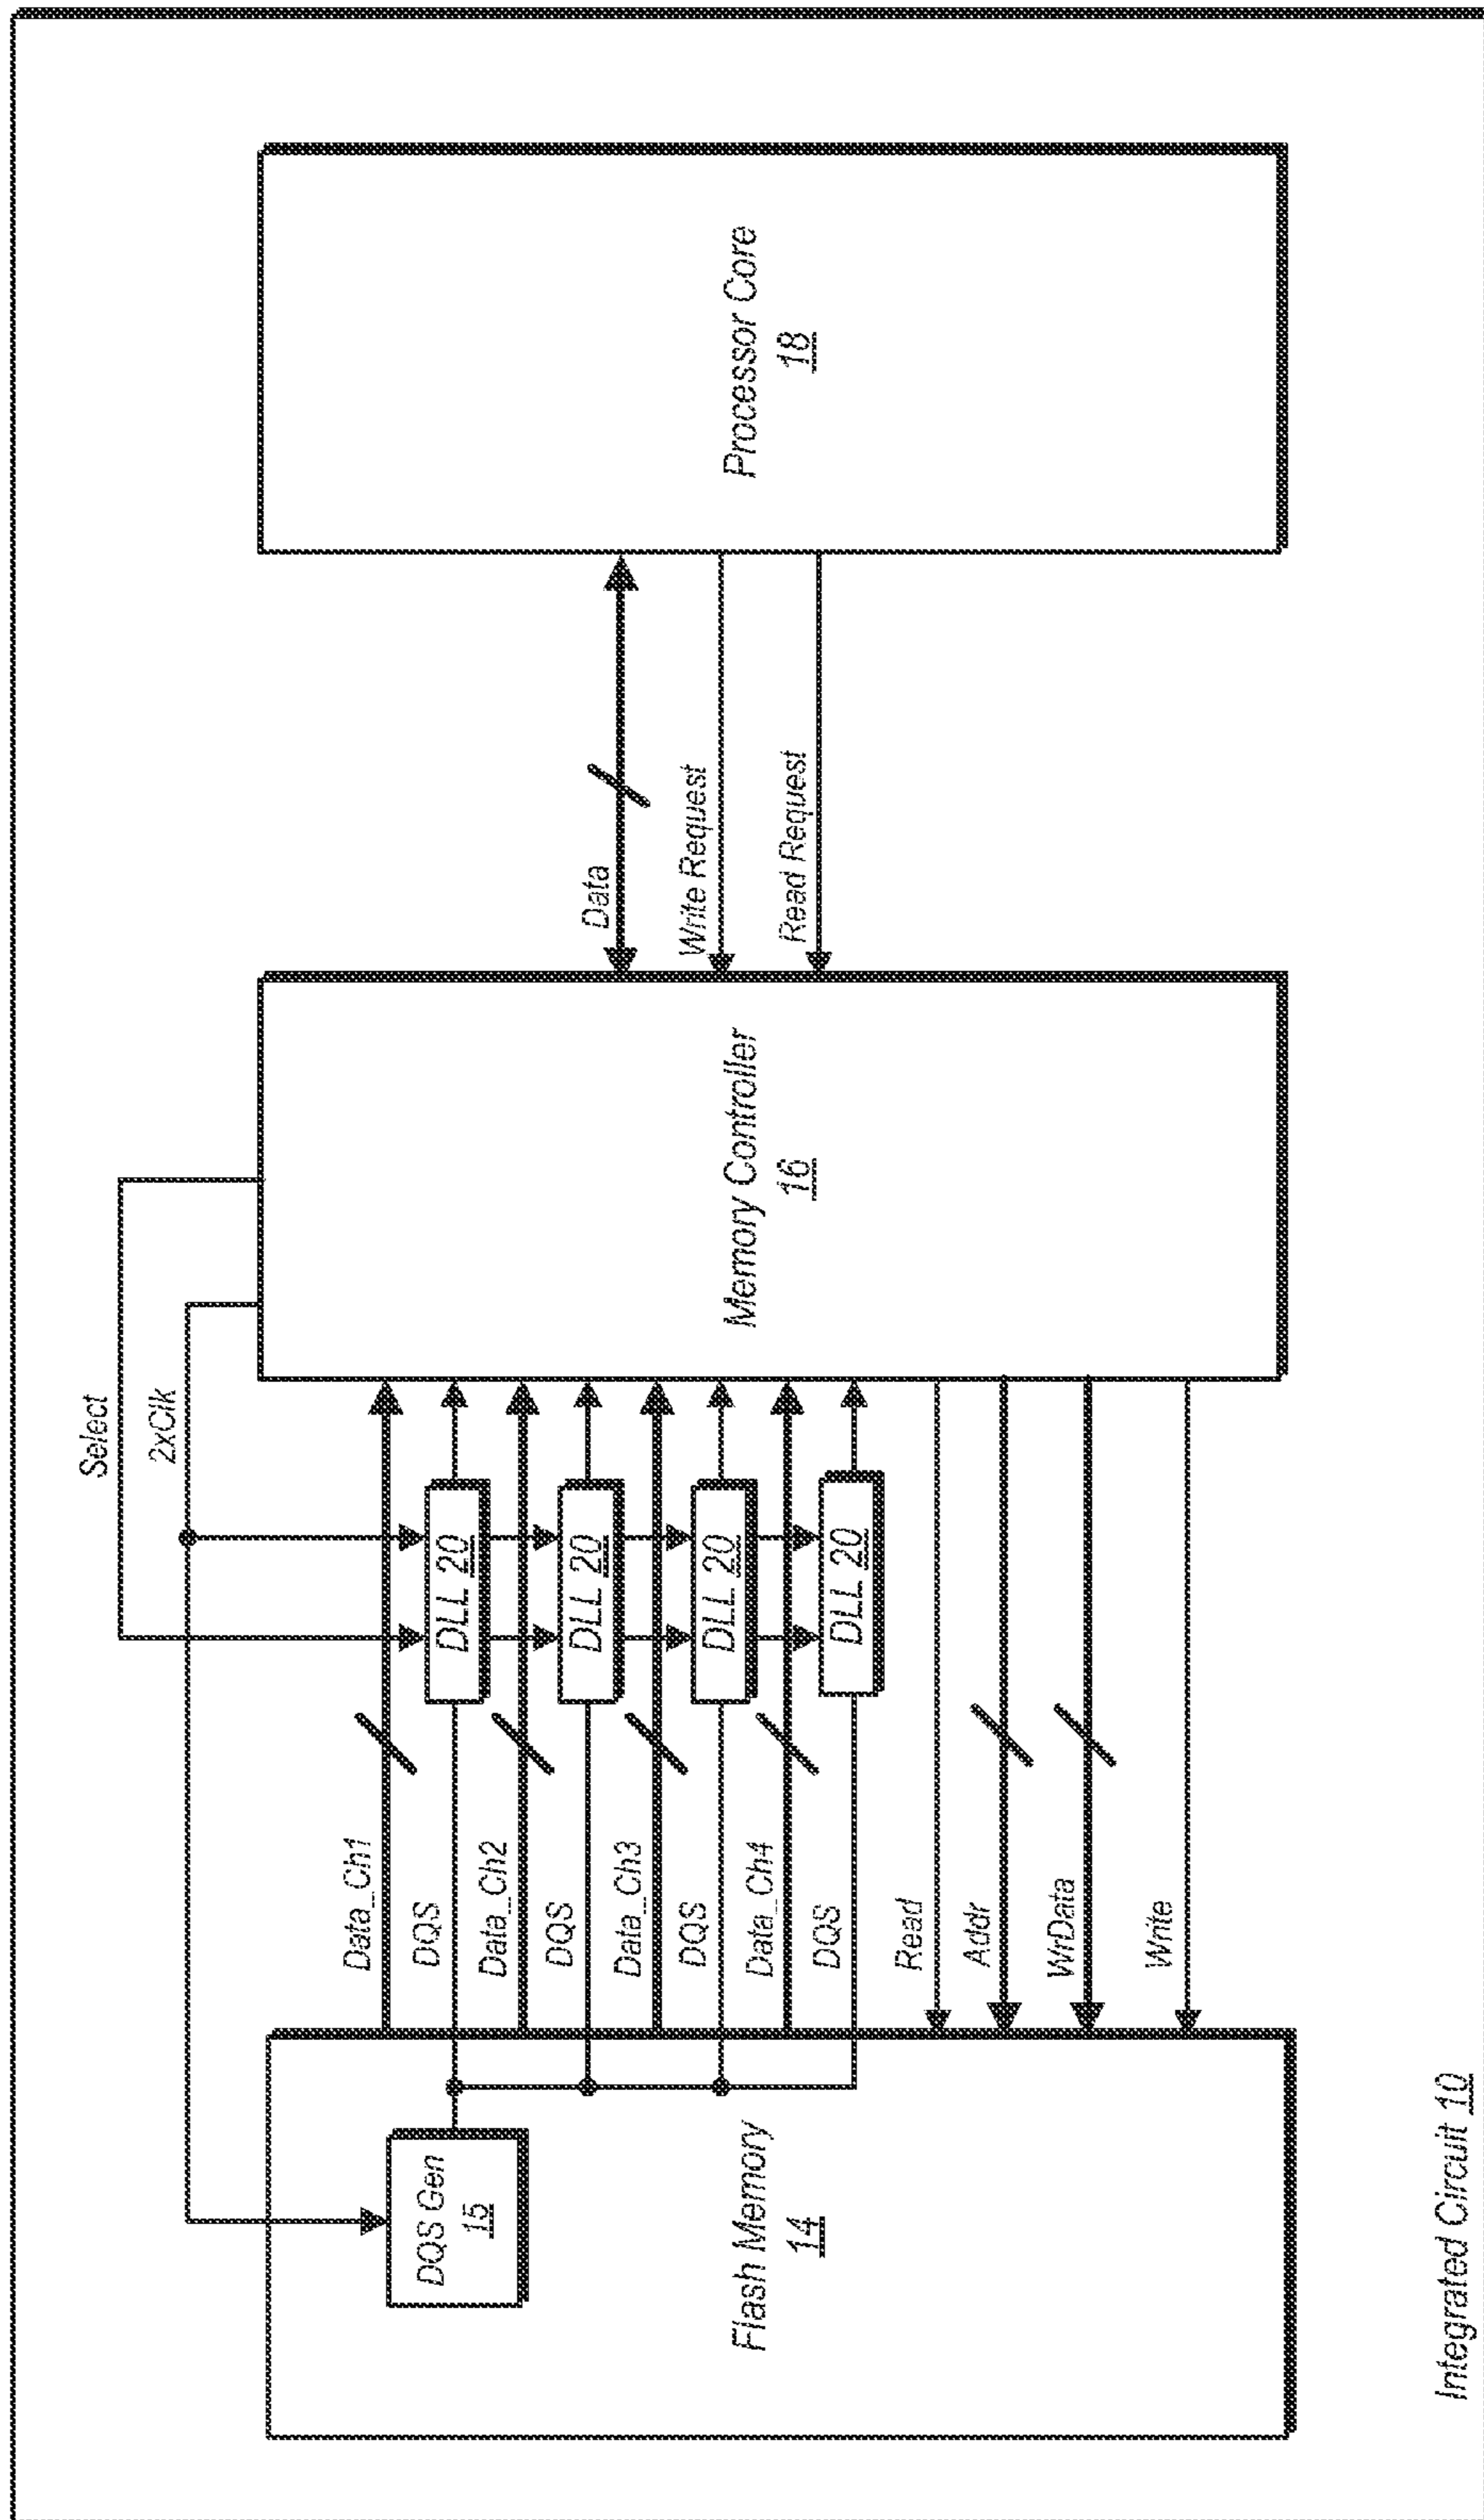 Select
2xClk
Data_Ch1
DQS
Data_Ch2
DQS
Data_Ch3
DQS
Data_Ch4
DQS
Read
Addr
WrData
Write
DQS Gen
15
Flash Memory
14
DLL 20
DLL 20
DLL 20
DLL 20
Memory Controller
16
Data
Write Request
Read Request
Processor Core
18
Integrated Circuit 10